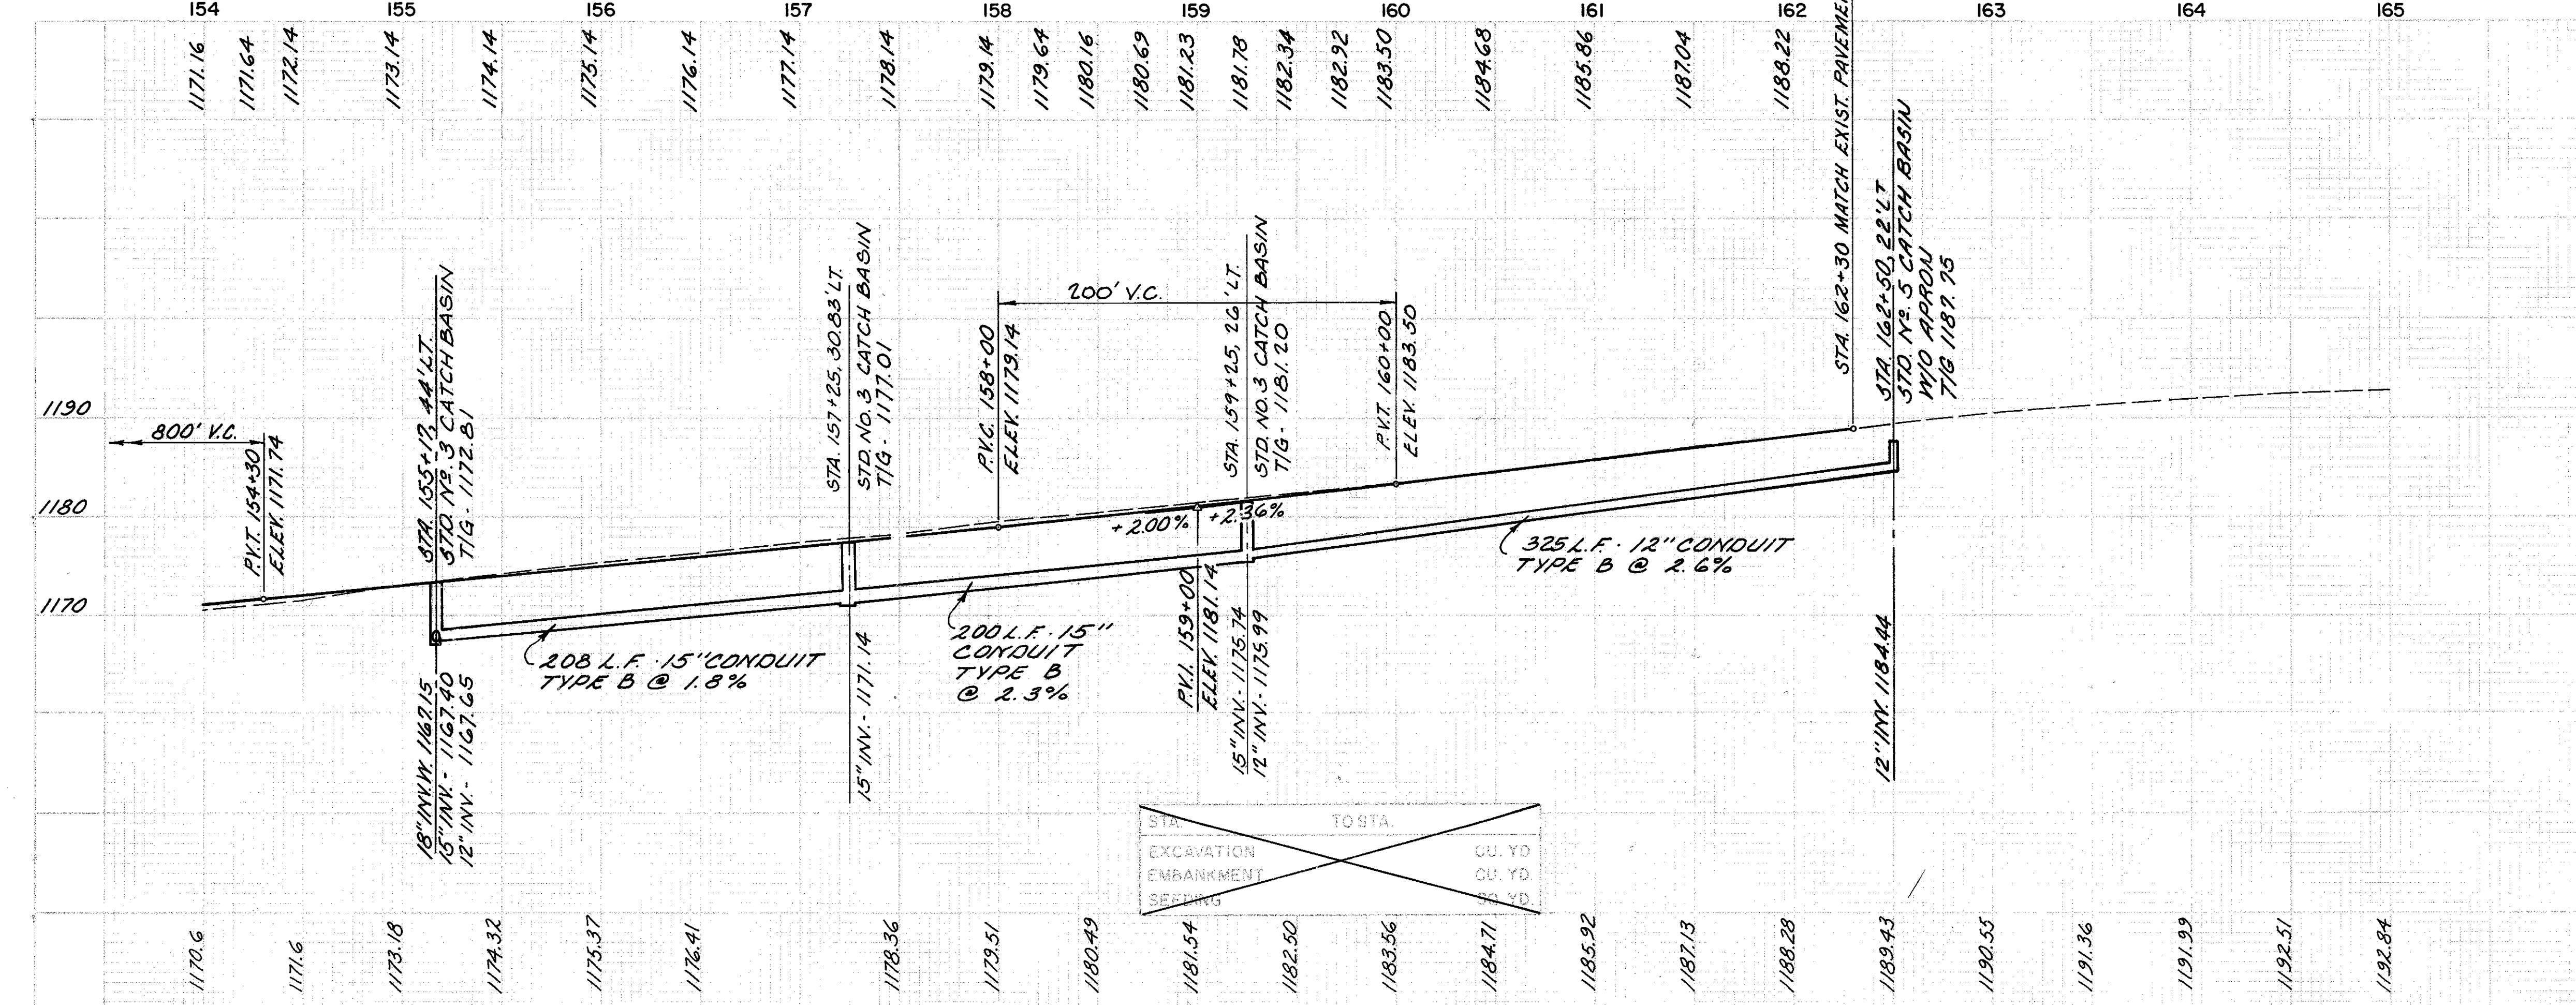 154 155 156 157 158 159 160 161 162 163 164 165
1171.16 1171.64 1172.14 1173.14 1174.14 1175.14 1176.14 1177.14 1178.14 1179.14 1179.64 1180.16 1180.69 1181.23 1181.78 1182.34 1182.92 1183.50 1184.68 1185.86 1187.04 1188.22
1190
1180
1170
800' V.C.
P.V.T. 154+30
ELEV. 1171.74
STA. 155+17, 44' LT.
STD. Nº. 3 CATCH BASIN
T/G - 1172.81
STA. 157+25, 30.83' LT.
STD. NO. 3 CATCH BASIN
T/G - 1177.01
P.V.C. 158+00
ELEV. 1179.14
200' V.C.
STA. 159+25, 26' LT.
STD. NO. 3 CATCH BASIN
T/G - 1181.20
P.V.T. 160+00
ELEV. 1183.50
STA. 162+30 MATCH EXIST.
STA. 162+50, 22' LT
STD. Nº. 5 CATCH BASIN
W/O APRON
T/G 1187.75
+2.00% +2.36%
208 L.F. - 15" CONDUIT
TYPE B @ 1.8%
200 L.F. - 15"
CONDUIT
TYPE B
@ 2.3%
325 L.F. - 12" CONDUIT
TYPE B @ 2.6%
18" INV.W. 1167.15
15" INV. - 1167.40
12" INV. - 1167.65
15" INV. - 1171.14
P.V.I. 159+00
ELEV. 1181.14
15" INV. - 1175.74
12" INV. - 1175.99
12" INV. 1184.44
STA. TO STA.
EXCAVATION CU. YD.
EMBANKMENT CU. YD.
SEEDING SQ. YD.
1170.6 1171.6 1173.18 1174.32 1175.37 1176.41 1178.36 1179.51 1180.49 1181.54 1182.50 1183.56 1184.71 1185.92 1187.13 1188.28 1189.43 1190.55 1191.36 1191.99 1192.51 1192.84